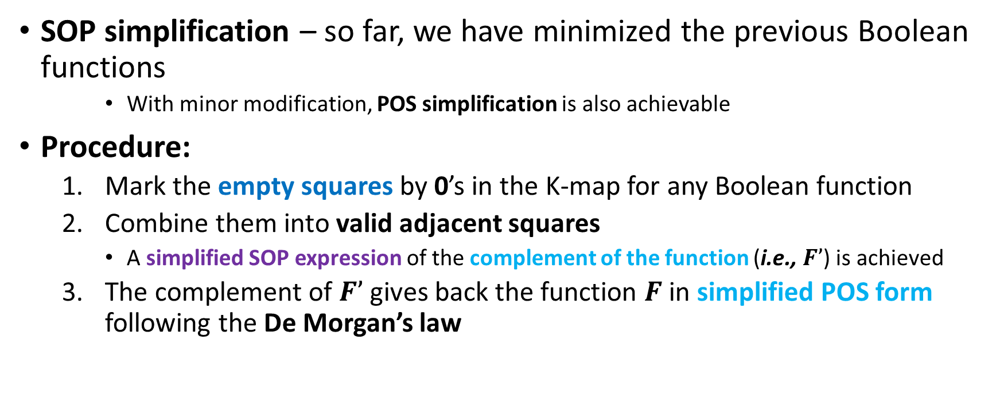 • SOP simplification – so far, we have minimized the previous Boolean
functions
• With minor modification, POS simplification is also achievable
• Procedure:
1. Mark the empty squares by 0’s in the K-map for any Boolean function
2. Combine them into valid adjacent squares
• A simplified SOP expression of the complement of the function (i.e., F’) is achieved
3. The complement of F’ gives back the function F in simplified POS form
following the De Morgan’s law